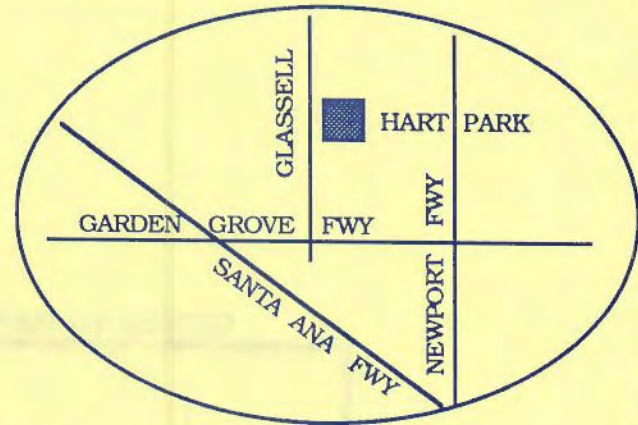 GLASSELL
HART PARK
GARDEN GROVE FWY
SANTA ANA FWY
NEWPORT FWY